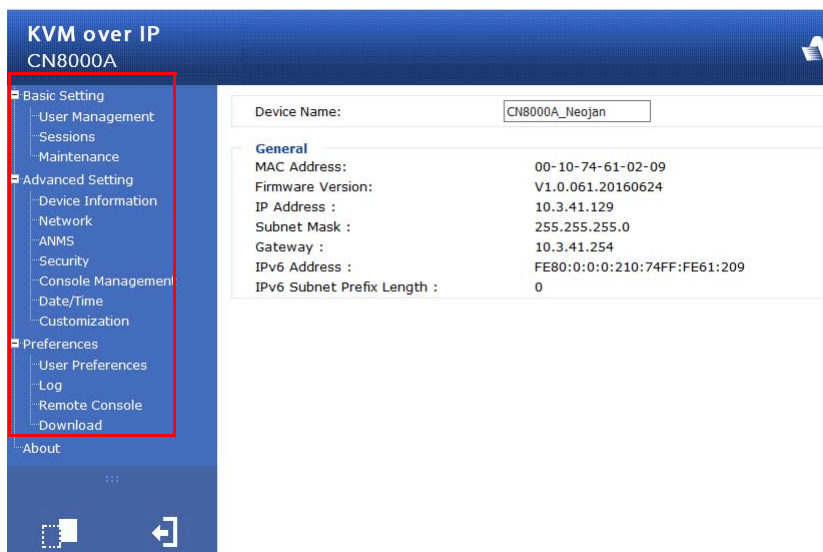 KVM over IP
CN8000A
Basic Setting
User Management
Sessions
Maintenance
Advanced Setting
Device Information
Network
ANMS
Security
Console Management
Date/Time
Customization
Preferences
User Preferences
Log
Remote Console
Download
About
Device Name: CN8000A_Neojan
General
MAC Address: 00-10-74-61-02-09
Firmware Version: V1.0.061.20160624
IP Address : 10.3.41.129
Subnet Mask : 255.255.255.0
Gateway : 10.3.41.254
IPv6 Address : FE80:0:0:0:210:74FF:FE61:209
IPv6 Subnet Prefix Length : 0